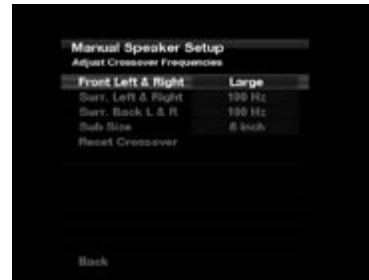 Manual Speaker Setup
Adjust Crossover Frequencies
Front Left & Right Large
Surr. Left & Right 100 Hz
Surr. Back L & R 100 Hz
Sub Size 8 inch
Reset Crossover
Back